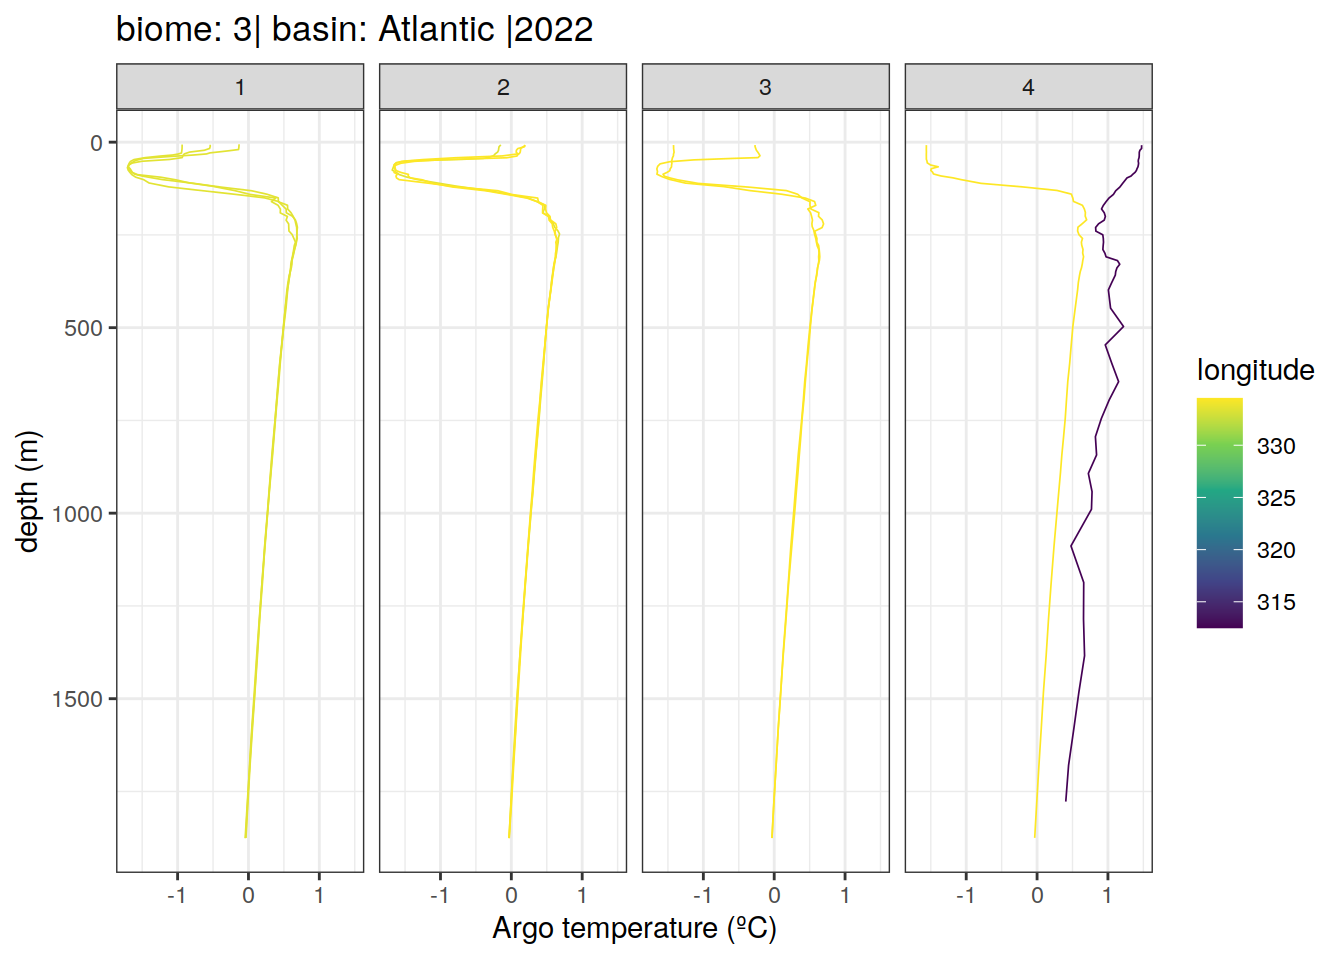 biome: 3| basin: Atlantic |2022
1 2 3 4
0
500
1000
1500
depth (m)
-1 0 1 -1 0 1 -1 0 1 -1 0 1
Argo temperature (ºC)
longitude
330
325
320
315